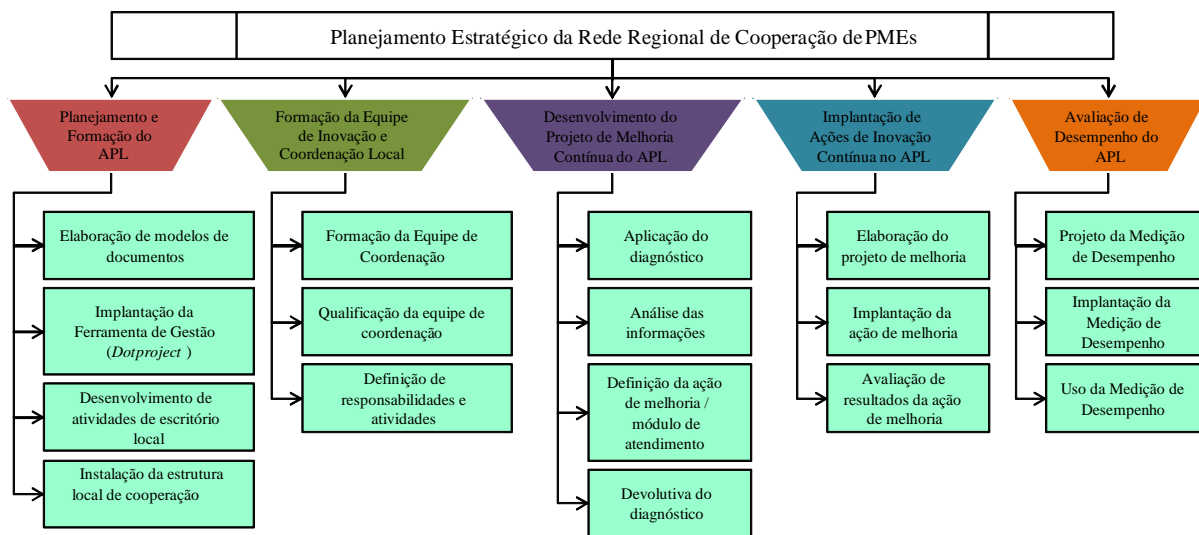 Planejamento Estratégico da Rede Regional de Cooperação de PMEs
Planejamento e
Formação do
APL
Formação da Equipe
de Inovação e
Coordenação Local
Desenvolvimento do
Projeto de Melhoria
Contínua do APL
Implantação de
Ações de Inovação
Contínua no APL
Avaliação de
Desempenho do
APL
Elaboração de modelos de
documentos
Implantação da
Ferramenta de Gestão
(Dotproject )
Desenvolvimento de
atividades de escritório
local
Instalação da estrutura
local de cooperação
Formação da Equipe de
Coordenação
Qualificação da equipe de
coordenação
Definição de
responsabilidades e
atividades
Aplicação do
diagnóstico
Análise das
informações
Definição da ação
de melhoria /
módulo de
atendimento
Devolutiva do
diagnóstico
Elaboração do
projeto de melhoria
Implantação da
ação de melhoria
Avaliação de
resultados da ação
de melhoria
Projeto da Medição
de Desempenho
Implantação da
Medição de
Desempenho
Uso da Medição de
Desempenho